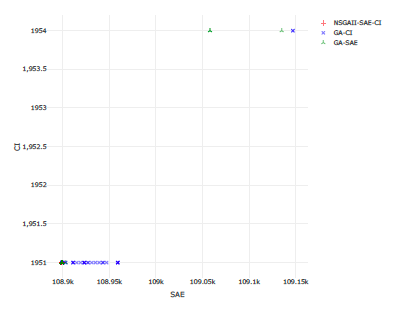 1954
1,953.5
1953
1,952.5
1952
1,951.5
1951
CI
108.9k
108.95k
109k
109.05k
109.1k
109.15k
SAE
NSGAII-SAE-CI
GA-CI
GA-SAE